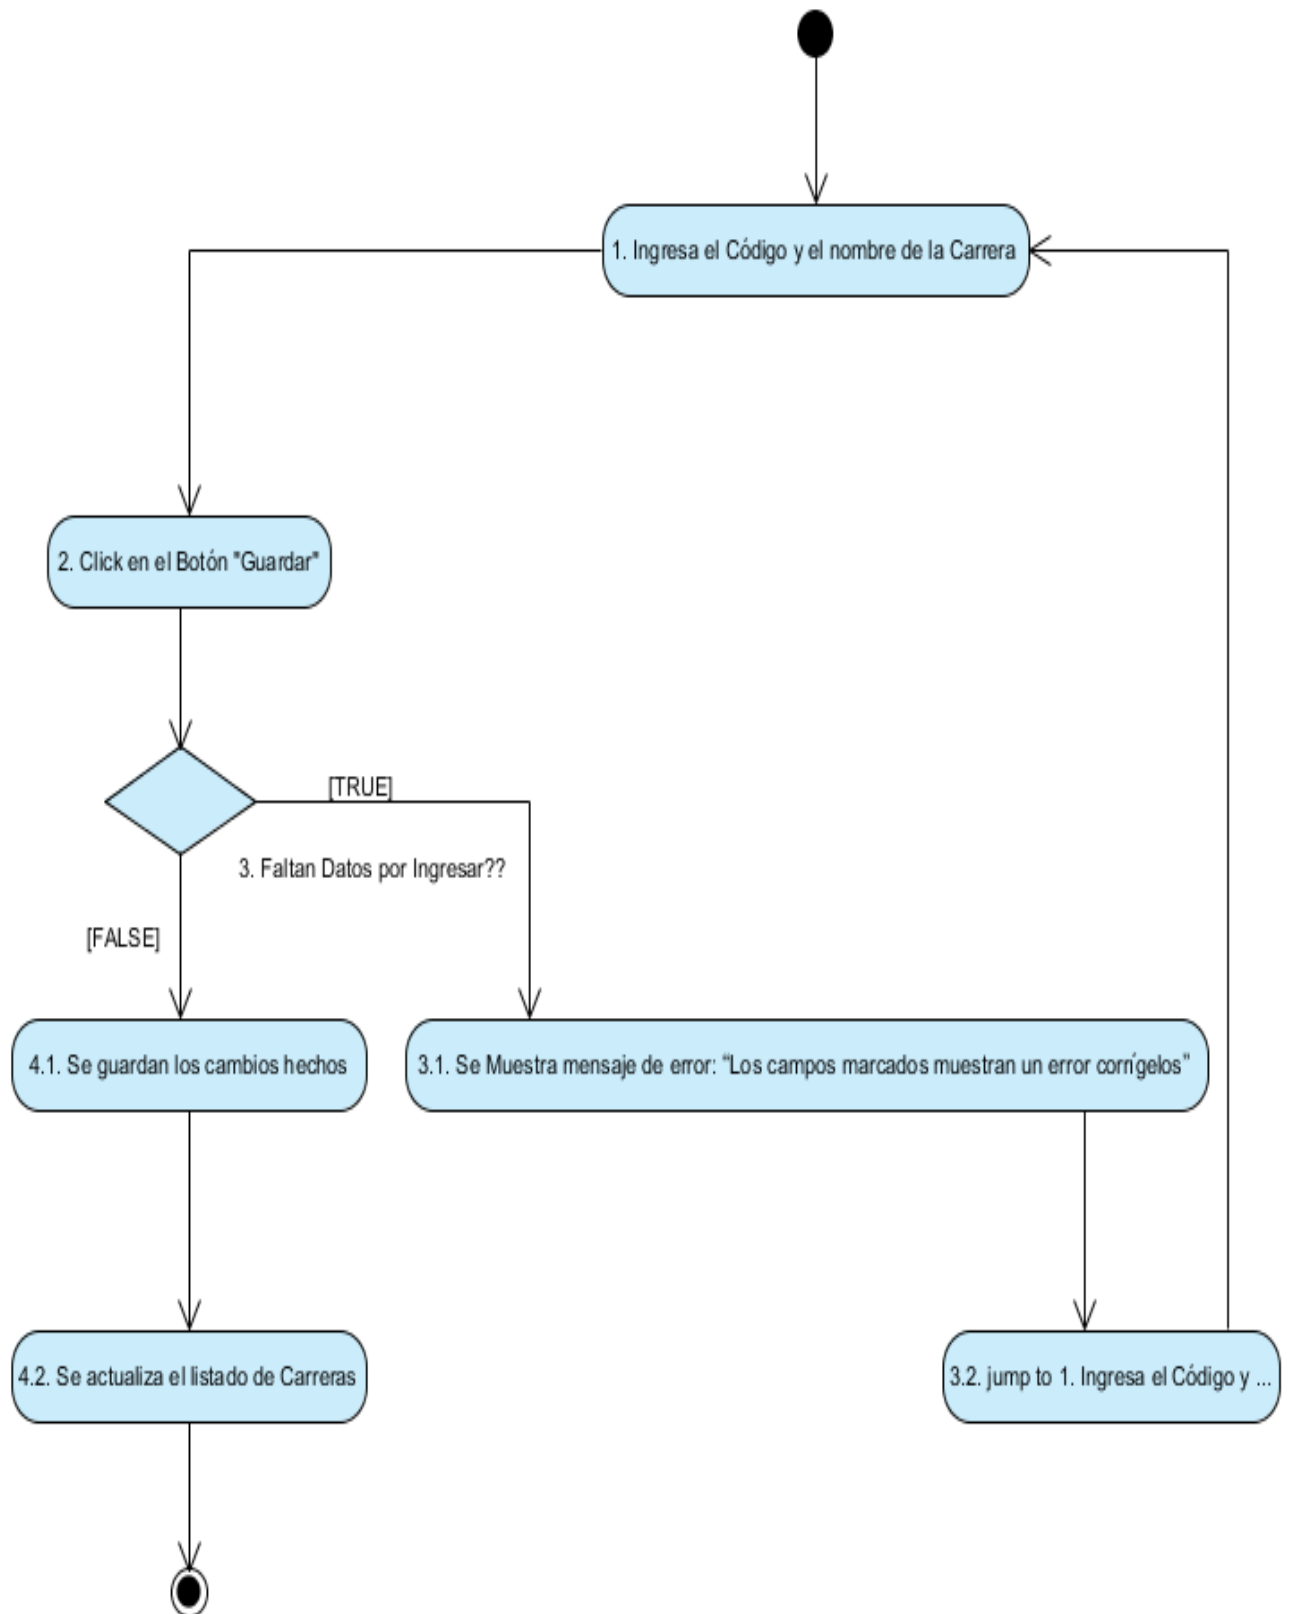 1. Ingresa el Código y el nombre de la Carrera
2. Click en el Botón "Guardar"
[TRUE]
3. Faltan Datos por Ingresar??
[FALSE]
4.1. Se guardan los cambios hechos
3.1. Se Muestra mensaje de error: “Los campos marcados muestran un error corrígelos”
4.2. Se actualiza el listado de Carreras
3.2. jump to 1. Ingresa el Código y ...